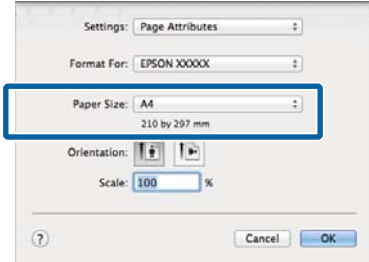 Settings: Page Attributes
Format For: EPSON XXXXX
Paper Size: A4
210 by 297 mm
Orientation:
Scale: 100 %
? Cancel OK